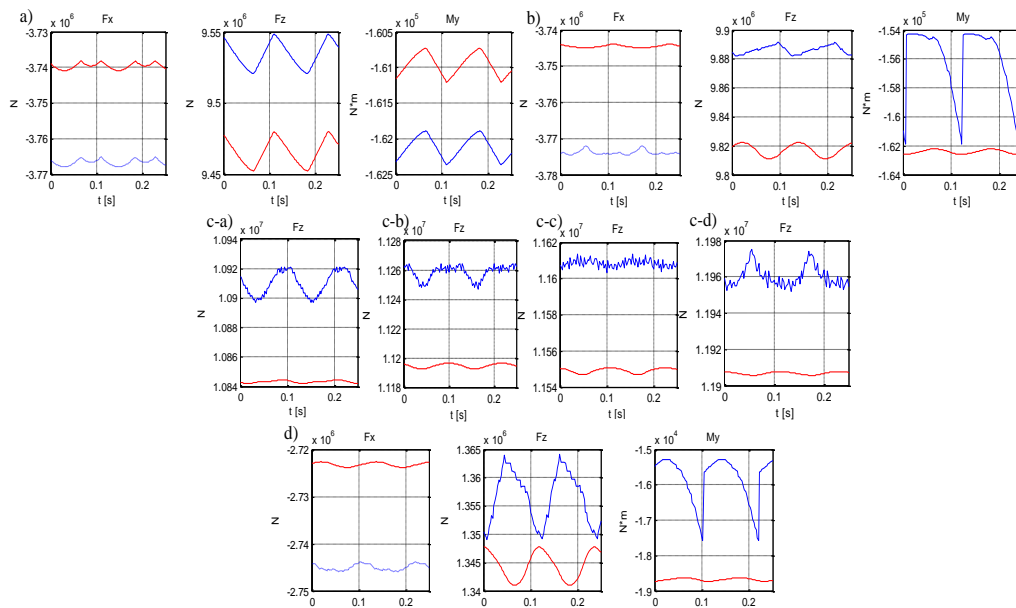 a)
Fx
x 10^6
-3.73
-3.74
-3.75
-3.76
-3.77
N
0
0.1
0.2
t [s]
Fz
x 10^6
9.55
9.5
9.45
N
0
0.1
0.2
t [s]
My
x 10^5
-1.605
-1.61
-1.615
-1.62
-1.625
N*m
0
0.1
0.2
t [s]
b)
Fx
x 10^6
-3.74
-3.75
-3.76
-3.77
-3.78
N
0
0.1
0.2
t [s]
Fz
x 10^6
9.9
9.88
9.86
9.84
9.82
9.8
N
0
0.1
0.2
t [s]
My
x 10^5
-1.54
-1.56
-1.58
-1.6
-1.62
-1.64
N*m
0
0.1
0.2
t [s]
c-a)
Fz
x 10^7
1.094
1.092
1.09
1.088
1.086
1.084
N
0
0.1
0.2
t [s]
c-b)
Fz
x 10^7
1.128
1.126
1.124
1.122
1.12
1.118
N
0
0.1
0.2
t [s]
c-c)
Fz
x 10^7
1.162
1.16
1.158
1.156
1.154
N
0
0.1
0.2
t [s]
c-d)
Fz
x 10^7
1.198
1.196
1.194
1.192
1.19
N
0
0.1
0.2
t [s]
d)
Fx
x 10^6
-2.72
-2.73
-2.74
-2.75
N
0
0.1
0.2
Fz
x 10^6
1.365
1.36
1.355
1.35
1.345
1.34
N
0
0.1
0.2
My
x 10^4
-1.5
-1.6
-1.7
-1.8
-1.9
N*m
0
0.1
0.2